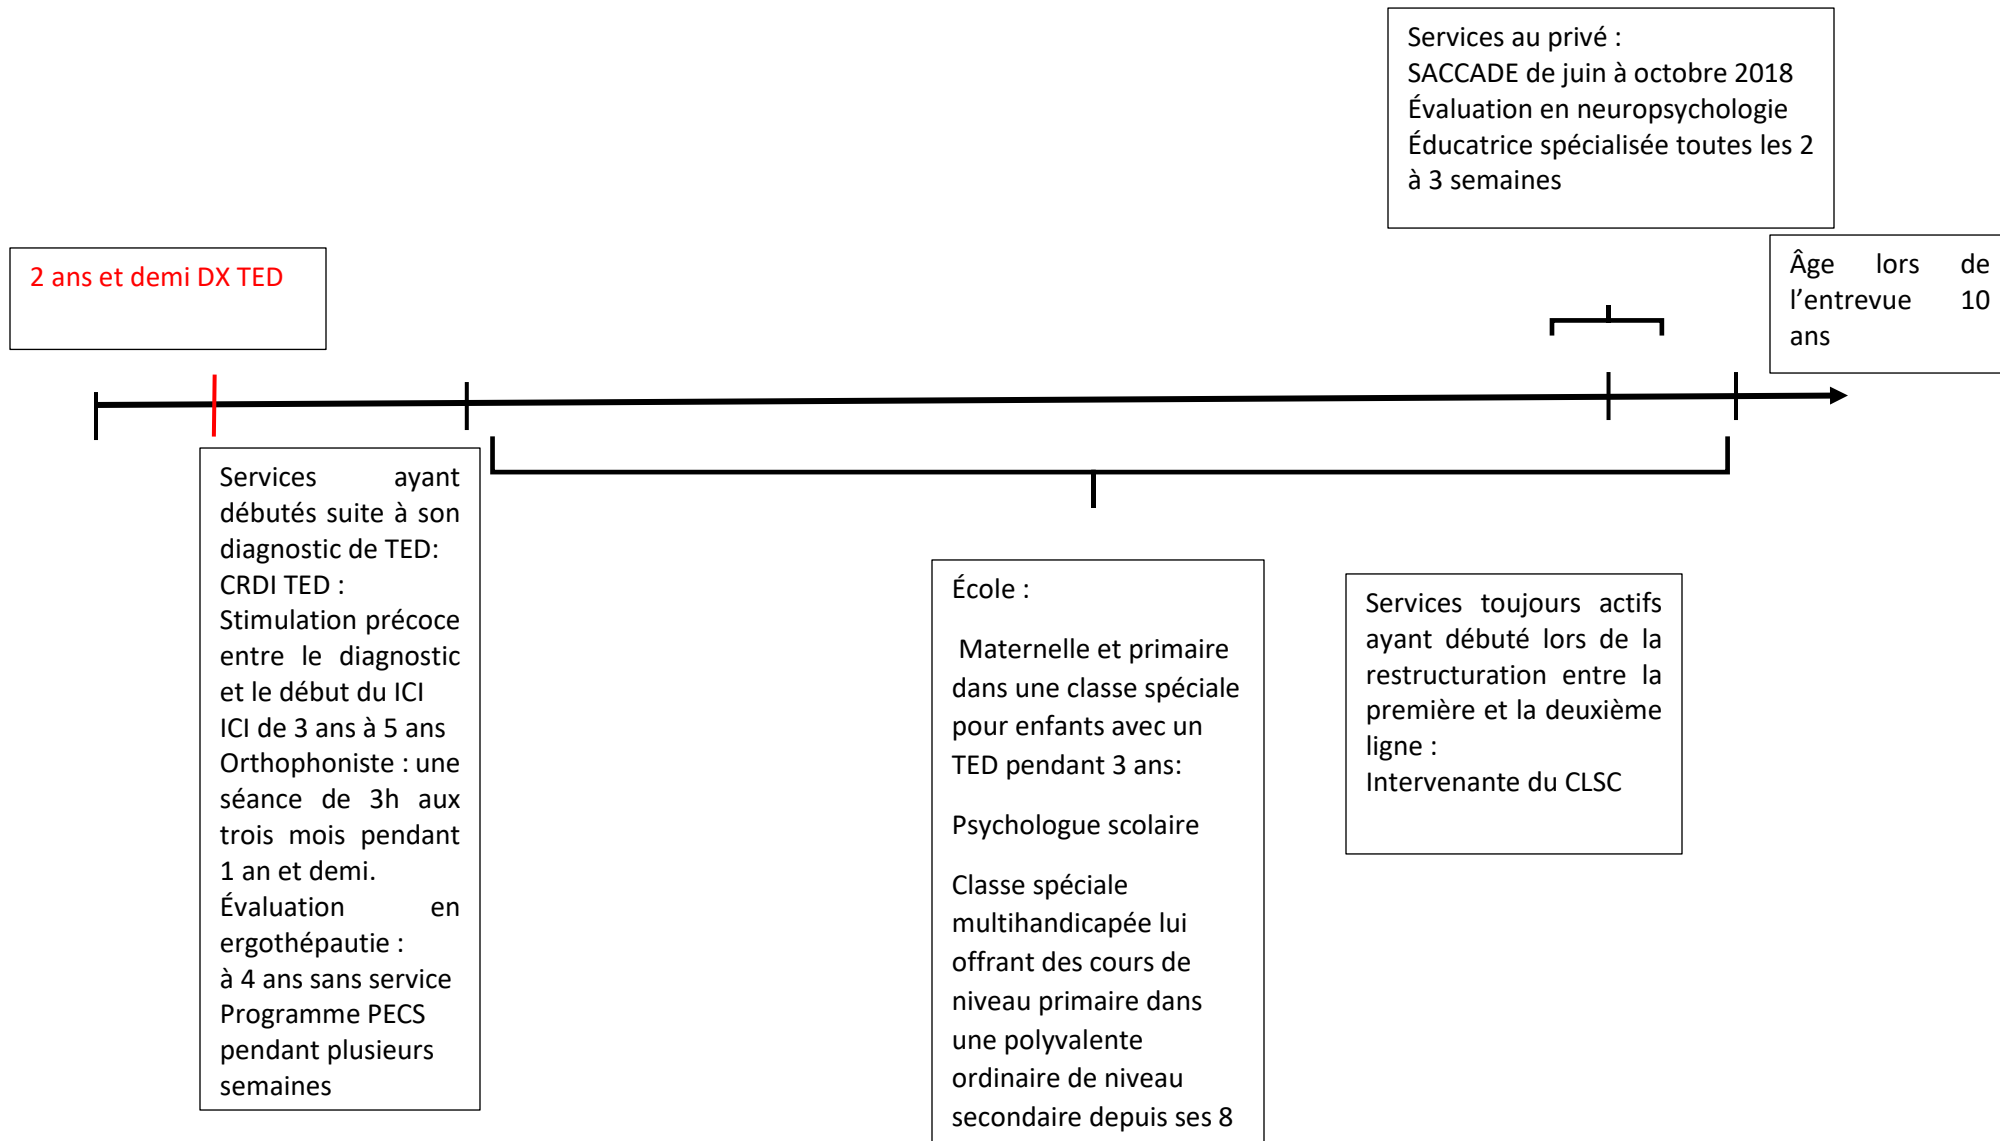 Services au privé :
SACCADE de juin à octobre 2018
Évaluation en neuropsychologie
Éducatrice spécialisée toutes les 2
à 3 semaines
2 ans et demi DX TED
Âge lors de
l’entrevue 10
ans
Services ayant
débutés suite à son
diagnostic de TED:
CRDI TED :
Stimulation précoce
entre le diagnostic
et le début du ICI
ICI de 3 ans à 5 ans
Orthophoniste : une
séance de 3h aux
trois mois pendant
1 an et demi.
Évaluation en
ergothépautie :
à 4 ans sans service
Programme PECS
pendant plusieurs
semaines
École :
Maternelle et primaire
dans une classe spéciale
pour enfants avec un
TED pendant 3 ans:
Psychologue scolaire
Classe spéciale
multihandicapée lui
offrant des cours de
niveau primaire dans
une polyvalente
ordinaire de niveau
secondaire depuis ses 8
Services toujours actifs
ayant débuté lors de la
restructuration entre la
première et la deuxième
ligne :
Intervenante du CLSC